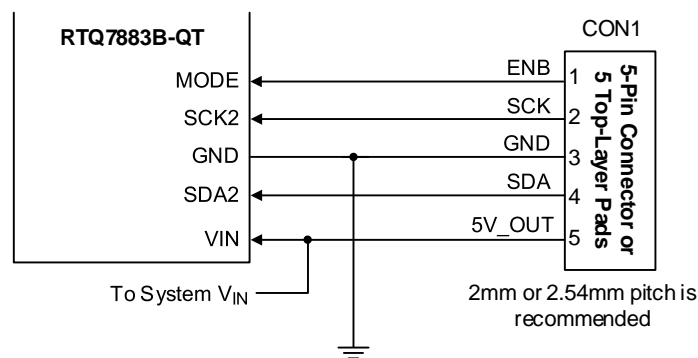 RTQ7883B-QT
CON1
MODE
ENB
1
SCK2
SCK
2
GND
GND
3
SDA2
SDA
4
VIN
5V_OUT
5
5-Pin Connector or
5 Top-Layer Pads
To System VIN
2mm or 2.54mm pitch is
recommended